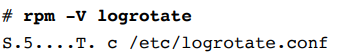 # rpm -V logrotate
S.5....T. c /etc/logrotate.conf